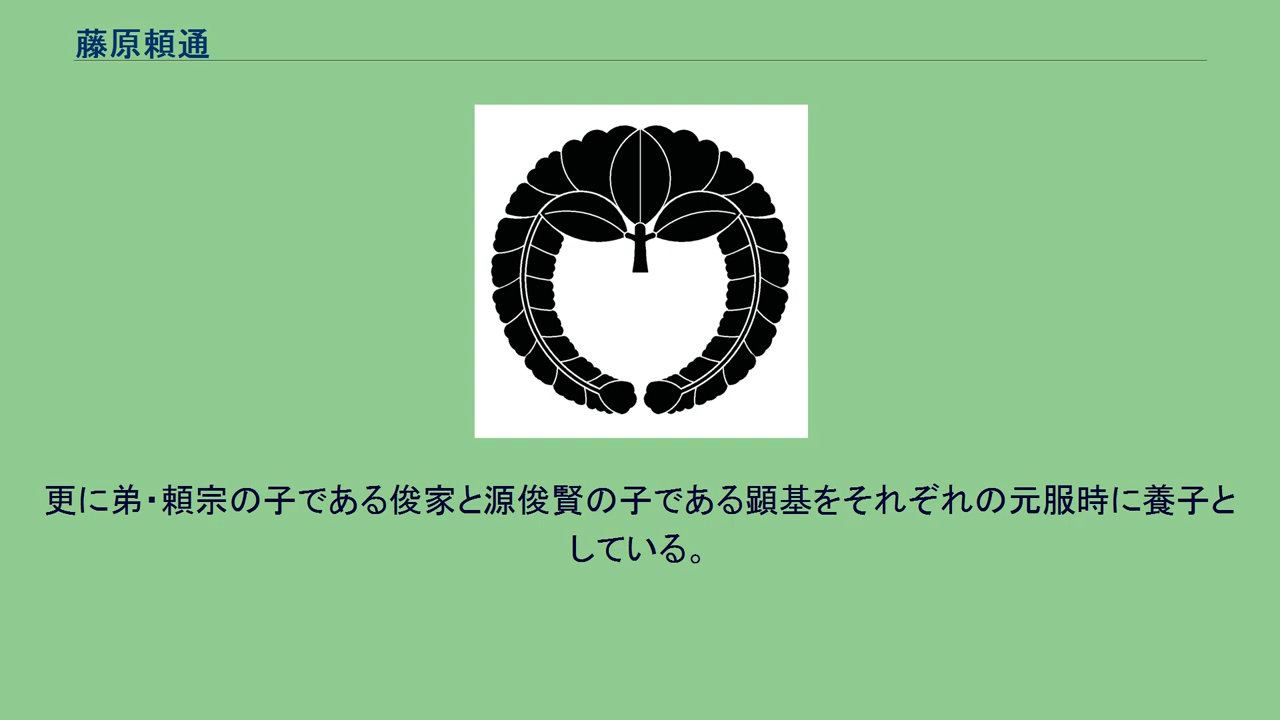 藤原頼通
更に弟・頼宗の子である俊家と源俊賢の子である顕基をそれぞれの元服時に養子と
している。